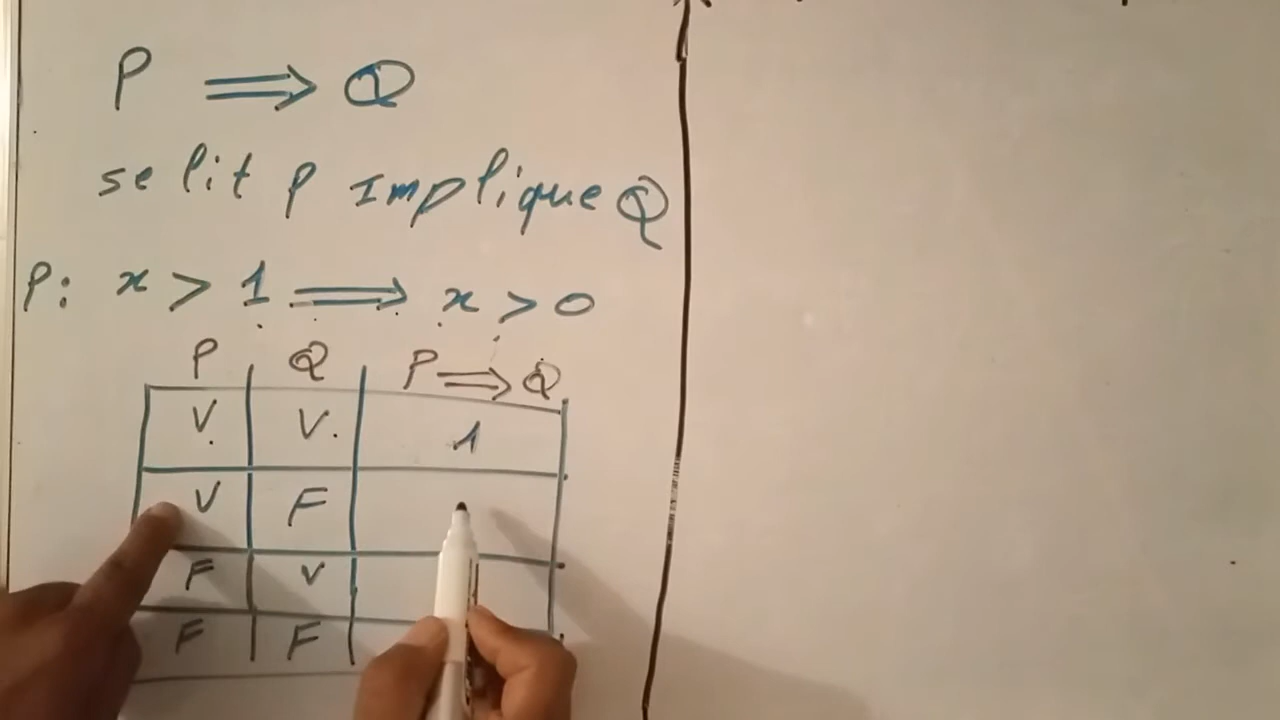 P ⟹ Q
se lit P Implique Q
P: x > 1 ⟹ x > 0
P Q P ⟹ Q
V V 1
V F
F V
F F